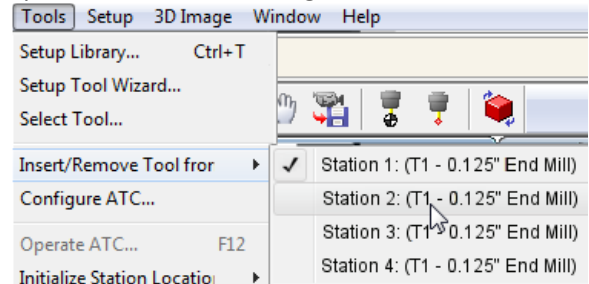 Tools Setup 3D Image Window Help
Setup Library... Ctrl+T
Setup Tool Wizard...
Select Tool...
Insert/Remove Tool fror
Station 1: (T1 - 0.125" End Mill)
Configure ATC...
Station 2: (T1 - 0.125" End Mill)
Operate ATC... F12
Station 3: (T1 - 0.125" End Mill)
Initialize Station Locatio
Station 4: (T1 - 0.125" End Mill)